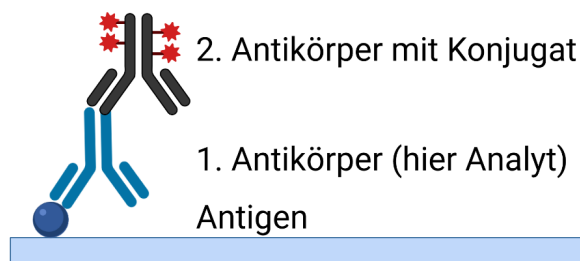 2. Antikörper mit Konjugat
1. Antikörper (hier Analyt)
Antigen